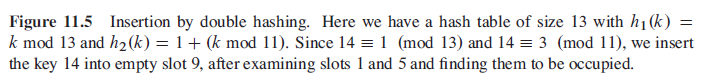 Figure 11.5 Insertion by double hashing. Here we have a hash table of size 13 with h₁(k) =
k mod 13 and h₂(k) = 1 + (k mod 11). Since 14 ≡ 1 (mod 13) and 14 ≡ 3 (mod 11), we insert
the key 14 into empty slot 9, after examining slots 1 and 5 and finding them to be occupied.